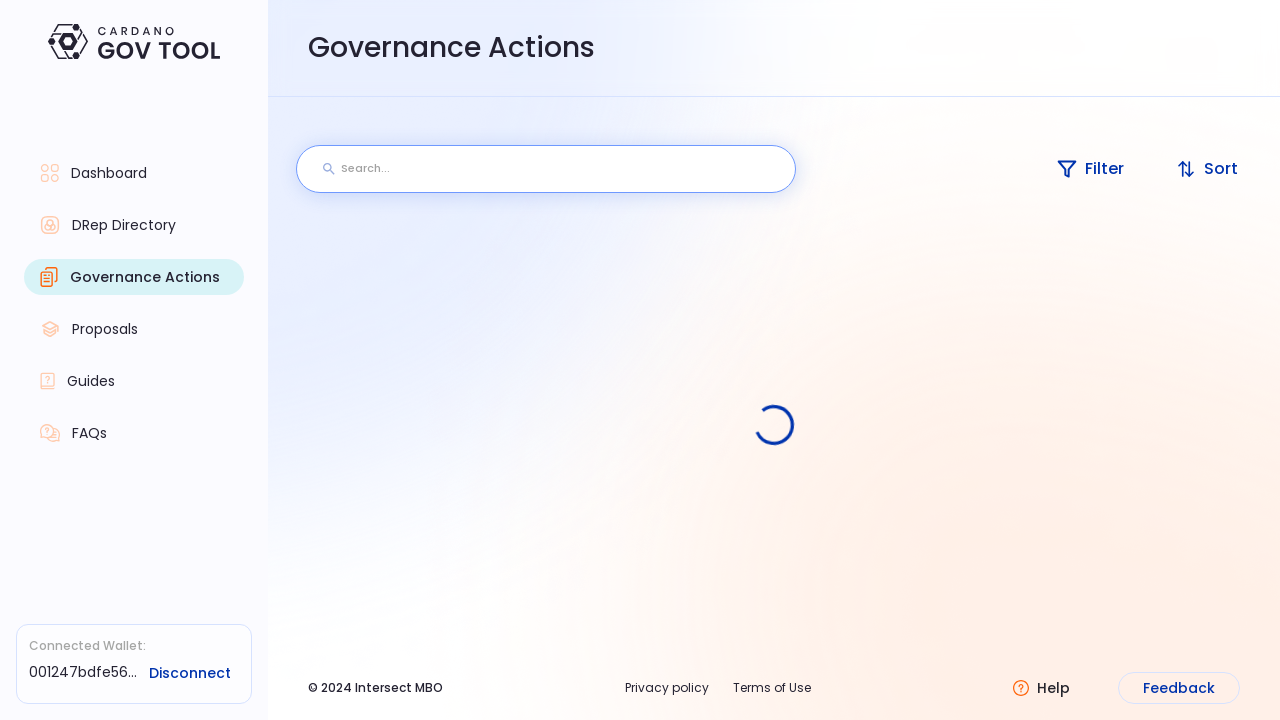 CARDANO
GOV TOOL
Dashboard
DRep Directory
Governance Actions
Proposals
Guides
FAQs
Connected Wallet:
001247bdfe56...
Disconnect
Governance Actions
Search...
Filter
Sort
© 2024 Intersect MBO
Privacy policy
Terms of Use
Help
Feedback